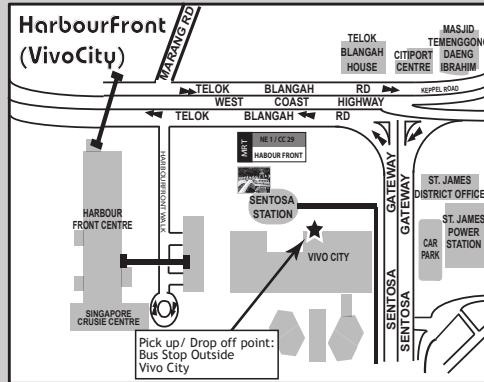 HarbourFront
(VivoCity)
MARANG RD
TELOK
BLANGAH
HOUSE
CITIPORT
CENTRE
MASJID
TEMENGGONG
DAENG
IBRAHIM
TELOK BLANGAH RD
KEPPEL ROAD
WEST COAST HIGHWAY
TELOK BLANGAH RD
MRT
NE 1 / CC 29
HABOUR FRONT
HARBOURFRONT WALK
SENTOSA
STATION
SENTOSA GATEWAY
SENTOSA GATEWAY
ST. JAMES
DISTRICT OFFICE
ST. JAMES
POWER
STATION
CAR
PARK
HARBOUR
FRONT CENTRE
VIVO CITY
SINGAPORE
CRUSIE CENTRE
Pick up/ Drop off point:
Bus Stop Outside
Vivo City